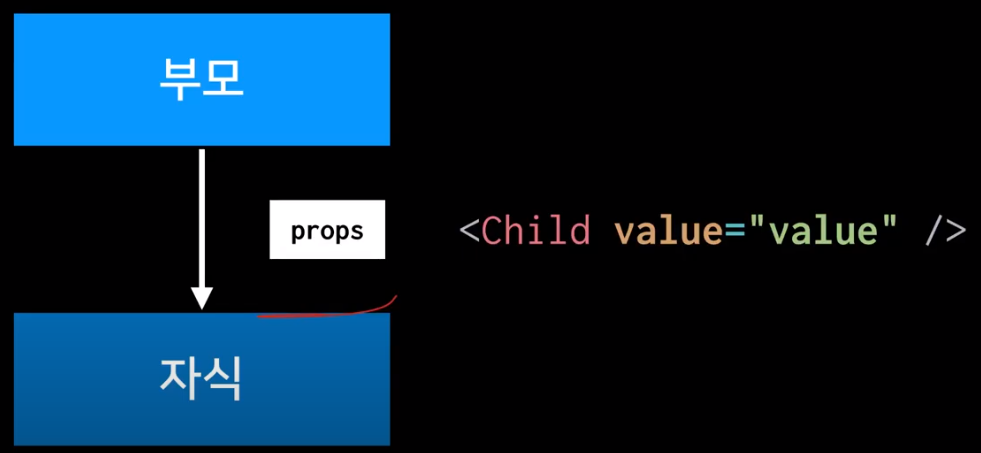 부모
props
<Child value="value" />
자식